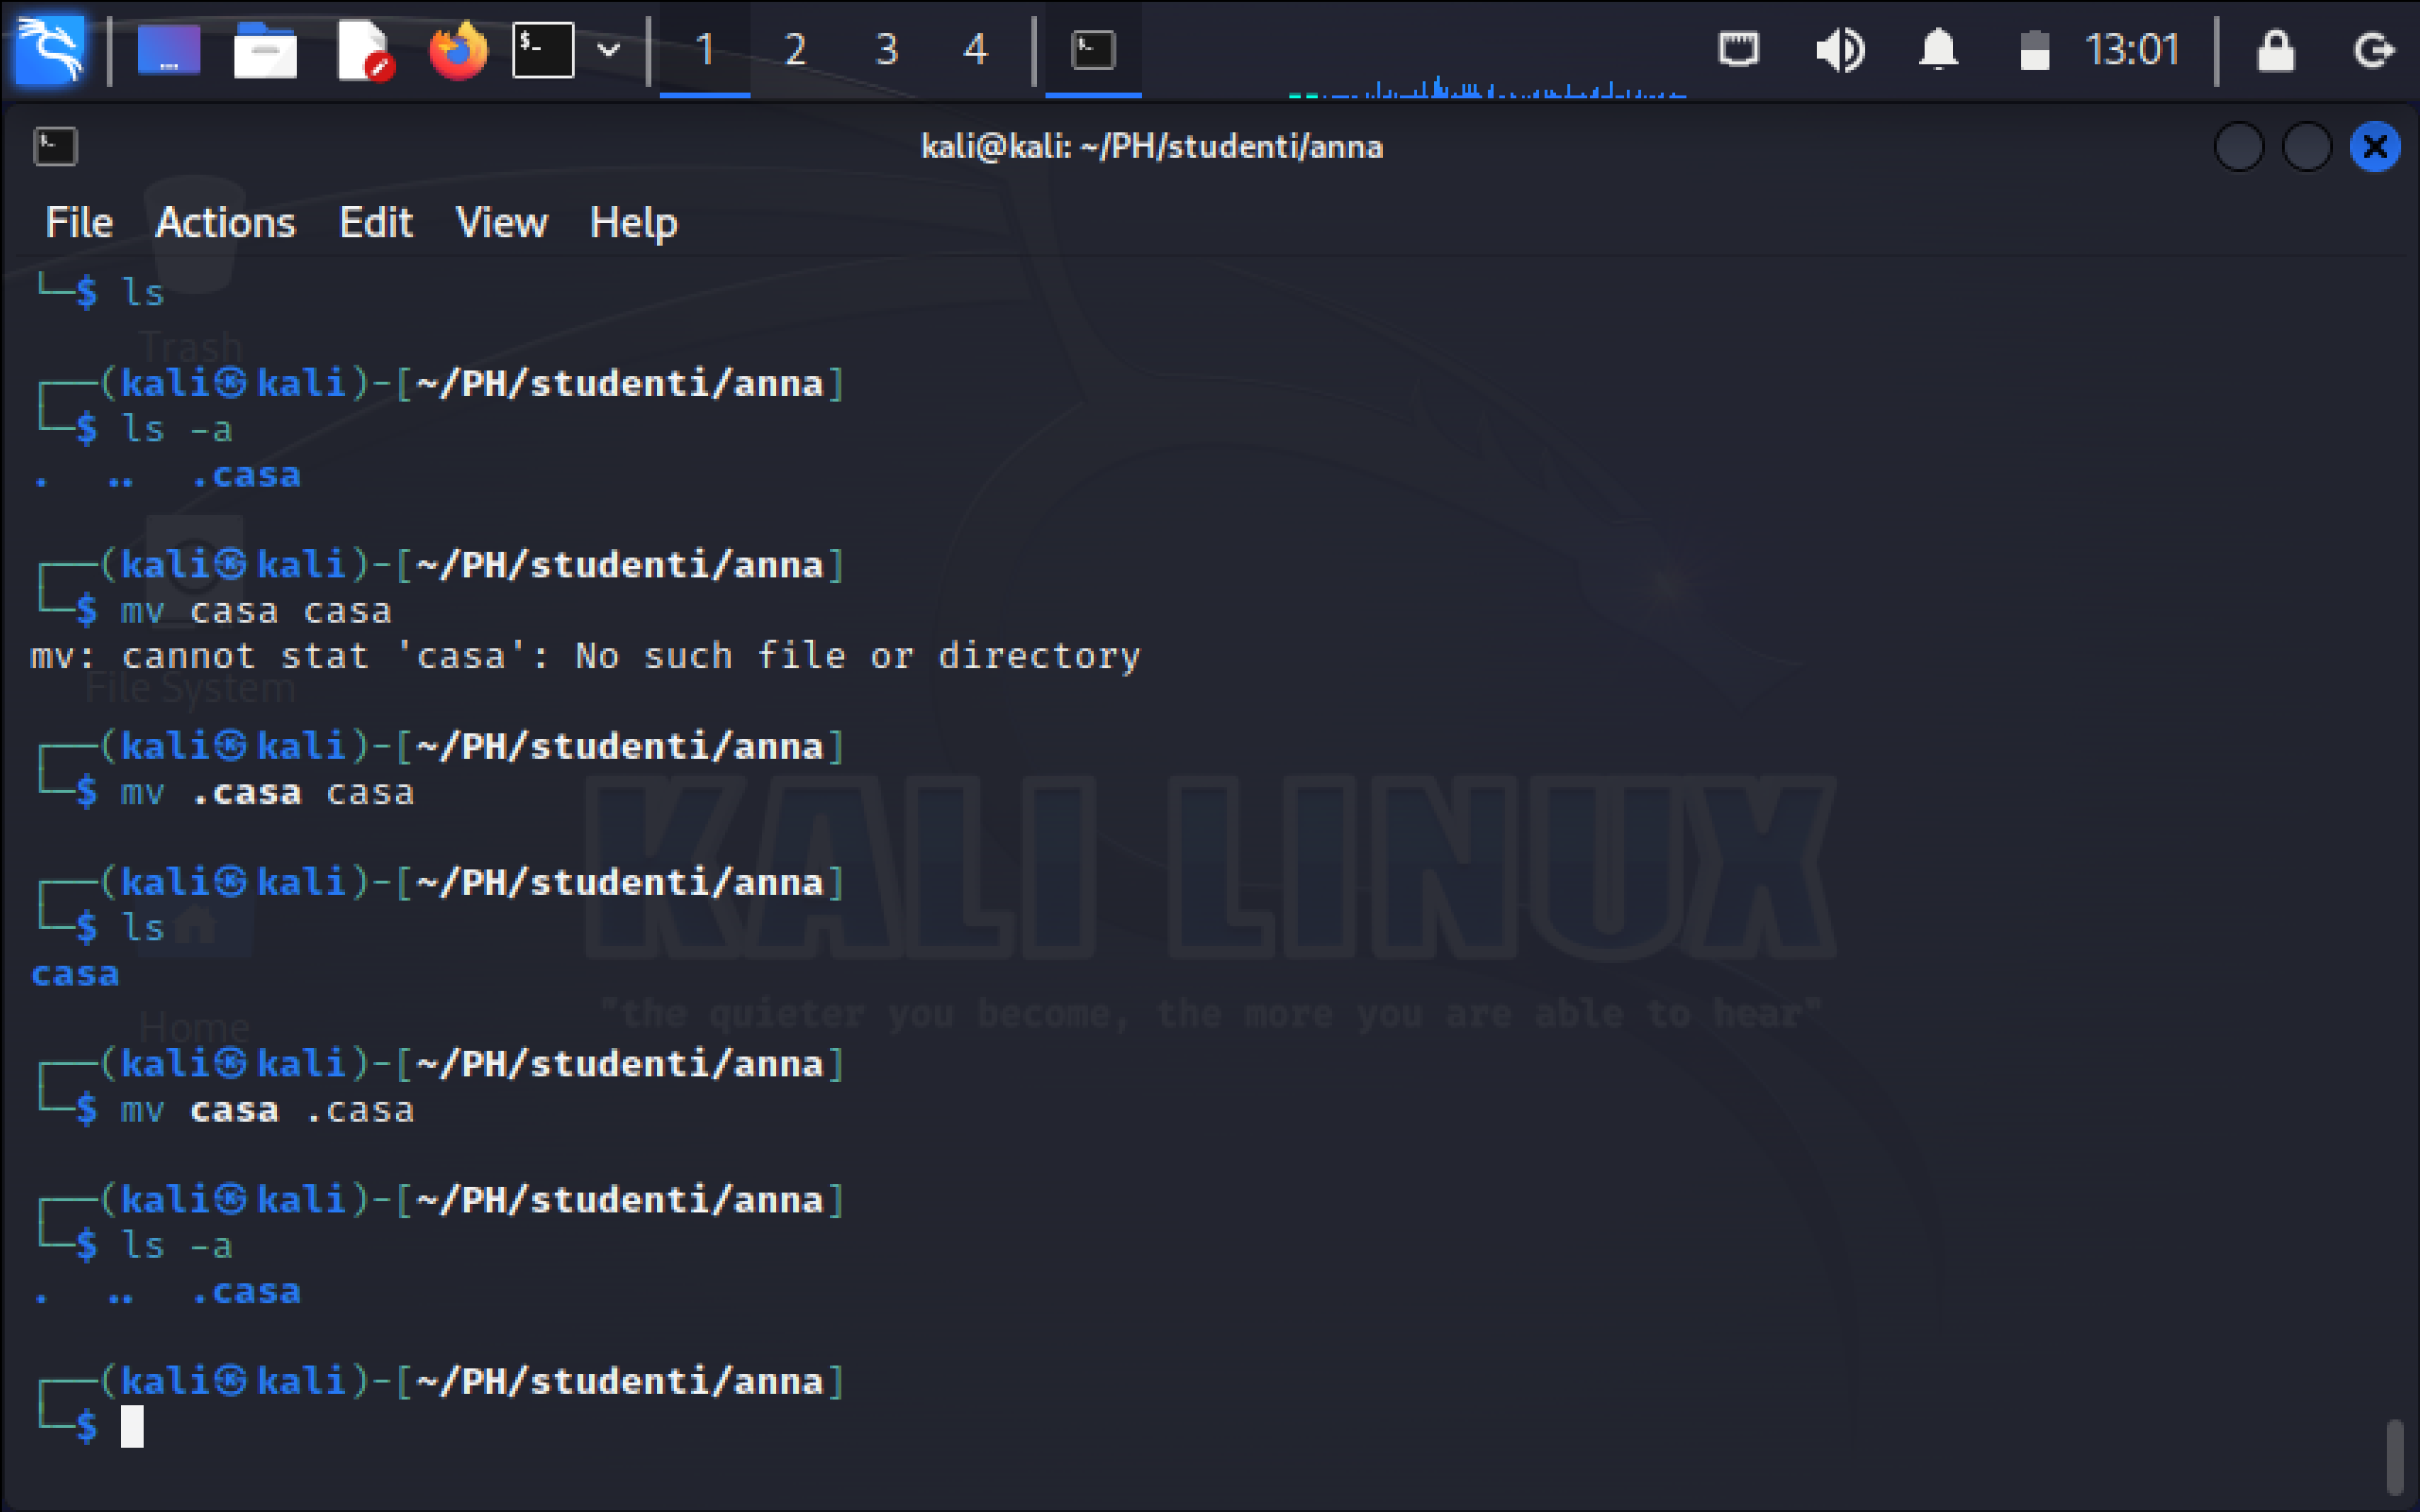 1 2 3 4 13:01
kali@kali: ~/PH/studenti/anna
File Actions Edit View Help
└─$ ls
Trash
┌──(kali㉿kali)-[~/PH/studenti/anna]
└─$ ls -a
. .. .casa
┌──(kali㉿kali)-[~/PH/studenti/anna]
└─$ mv casa casa
mv: cannot stat 'casa': No such file or directory
File System
┌──(kali㉿kali)-[~/PH/studenti/anna]
└─$ mv .casa casa
KALI LINUX
┌──(kali㉿kali)-[~/PH/studenti/anna]
└─$ ls
casa
"the quieter you become, the more you are able to hear"
Home
┌──(kali㉿kali)-[~/PH/studenti/anna]
└─$ mv casa .casa
┌──(kali㉿kali)-[~/PH/studenti/anna]
└─$ ls -a
. .. .casa
┌──(kali㉿kali)-[~/PH/studenti/anna]
└─$